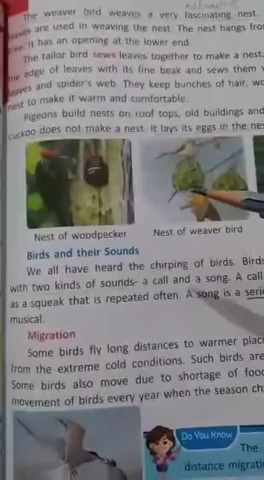 The weaver bird weaves a very fascinating nest.
leaves are used in weaving the nest. The nest hangs from
tree. It has an opening at the lower end.
The tailor bird sews leaves together to make a nest.
the edge of leaves with its fine beak and sews them
leaves and spider's web. They keep bunches of hair,
nest to make it warm and comfortable.
Pigeons build nests on roof tops, old buildings and
cuckoo does not make a nest. It lays its eggs in the
Nest of woodpecker
Nest of weaver bird
Birds and their Sounds
We all have heard the chirping of birds. Birds
with two kinds of sounds- a call and a song. A call
as a squeak that is repeated often. A song is a
musical.
Migration
Some birds fly long distances to warmer
from the extreme cold conditions. Such birds are
Some birds also move due to shortage of food
movement of birds every year when the season
Do You Know
The
distance